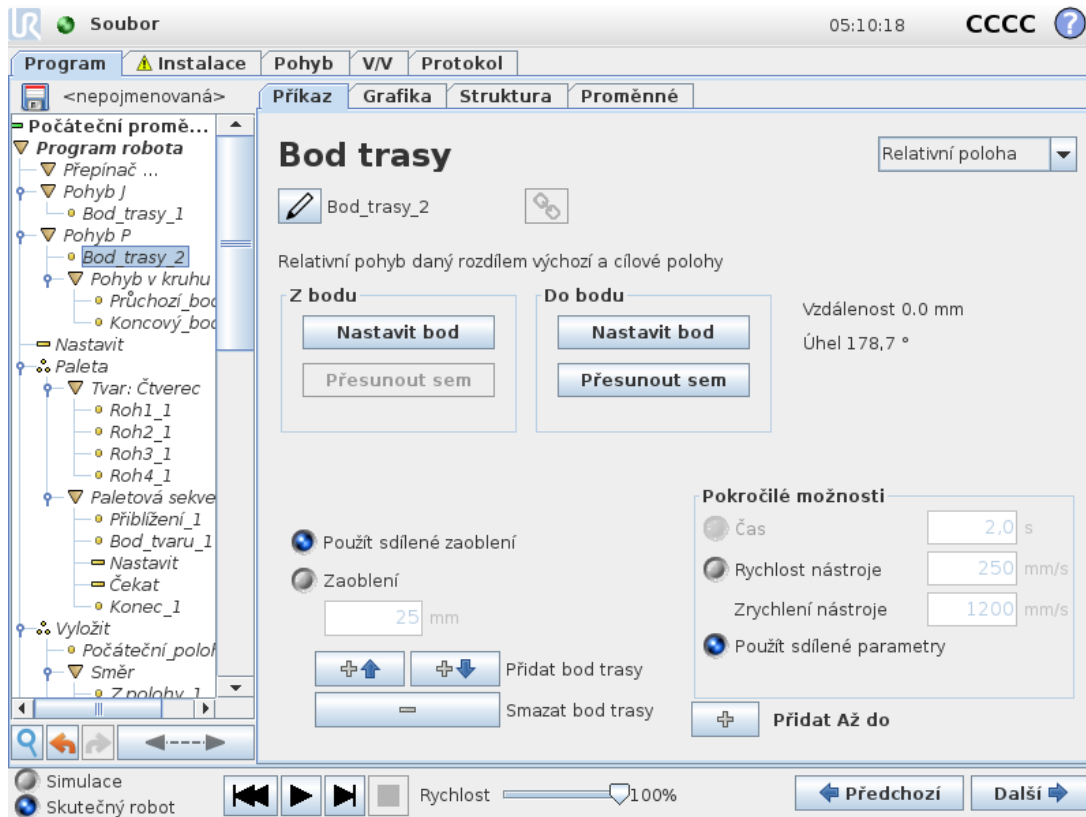 UR Soubor 05:10:18 CCCC ?
Program Instalace Pohyb V/V Protokol
<nepojmenovaná> Příkaz Grafika Struktura Proměnné
Počáteční promě...
Program robota
Přepínač ...
Pohyb J
Bod_trasy_1
Pohyb P
Bod_trasy_2
Pohyb v kruhu
Průchozí_bod
Koncový_bod
Nastavit
Paleta
Tvar: Čtverec
Roh1_1
Roh2_1
Roh3_1
Roh4_1
Paletová sekve
Přiblížení_1
Bod_tvaru_1
Nastavit
Čekat
Konec_1
Vyložit
Počáteční_poloh
Směr
Z polohy_1
Bod trasy
Relativní poloha
Bod_trasy_2
Relativní pohyb daný rozdílem výchozí a cílové polohy
Z bodu
Nastavit bod
Přesunout sem
Do bodu
Nastavit bod
Přesunout sem
Vzdálenost 0.0 mm
Úhel 178,7 °
Použít sdílené zaoblení
Zaoblení
25 mm
Přidat bod trasy
Smazat bod trasy
Pokročilé možnosti
Čas 2,0 s
Rychlost nástroje 250 mm/s
Zrychlení nástroje 1200 mm/s
Použít sdílené parametry
Přidat Až do
Simulace
Skutečný robot
Rychlost 100%
Předchozí Další